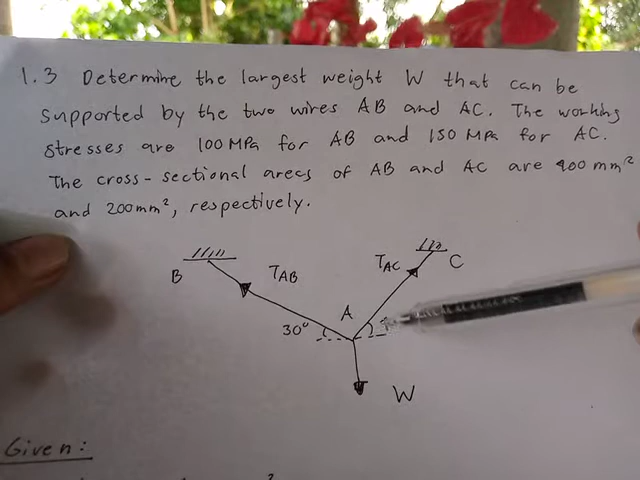 1.3 Determine the largest weight W that can be
supported by the two wires AB and AC. The working
stresses are 100 MPa for AB and 150 MPa for AC.
The cross-sectional areas of AB and AC are 400 mm²
and 200mm², respectively.
B
TAB
TAC
C
A
30°
W
Given: